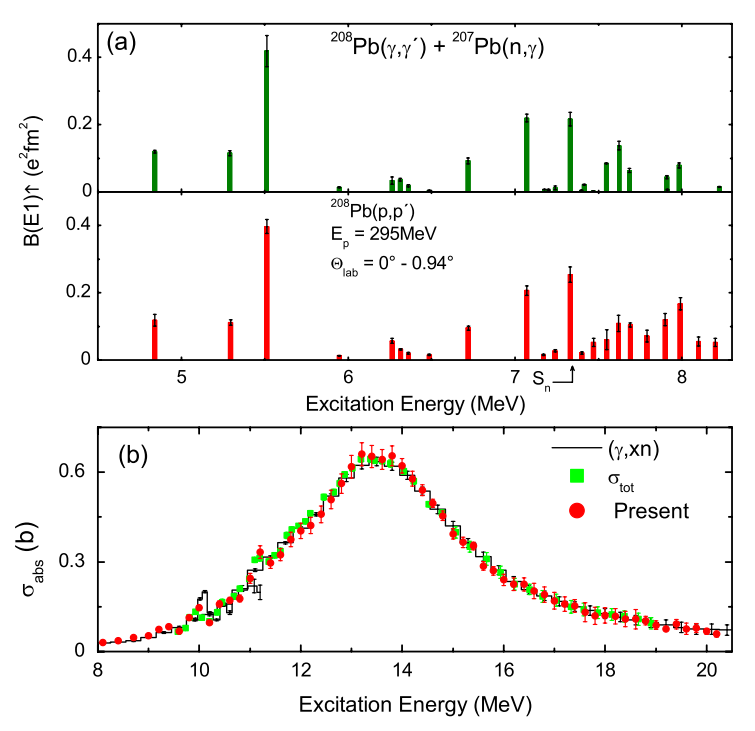 (a)
²⁰⁸Pb(γ,γ´) + ²⁰⁷Pb(n,γ)
0.4
0.2
0
B(E1)↑ (e²fm²)
²⁰⁸Pb(p,p´)
Eₚ = 295MeV
Θlab = 0° - 0.94°
0.4
0.2
0
5 6 7 8
Sₙ
Excitation Energy (MeV)
(b)
(γ,xn)
σtot
Present
0.6
0.3
0
σabs (b)
8 10 12 14 16 18 20
Excitation Energy (MeV)